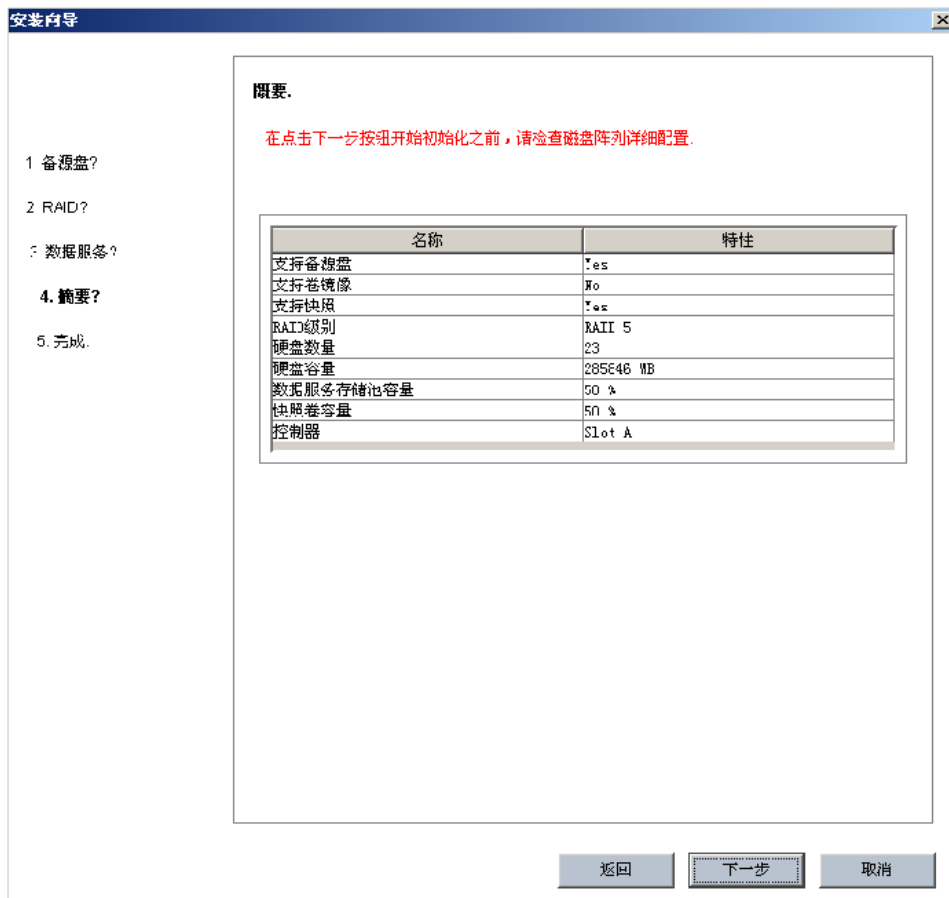 安装向导
概要.
在点击下一步按钮开始初始化之前，请检查磁盘阵列详细配置.
1 备源盘?
2 RAID?
3 数据服务?
4. 摘要?
5. 完成.
名称 特性
支持备源盘 Yes
支持卷镜像 No
支持快照 Yes
RAID级别 RAID 5
硬盘数量 23
硬盘容量 MB
数据服务存储池容量 50 %
快照卷容量 50 %
控制器 Slot A
返回 下一步 取消